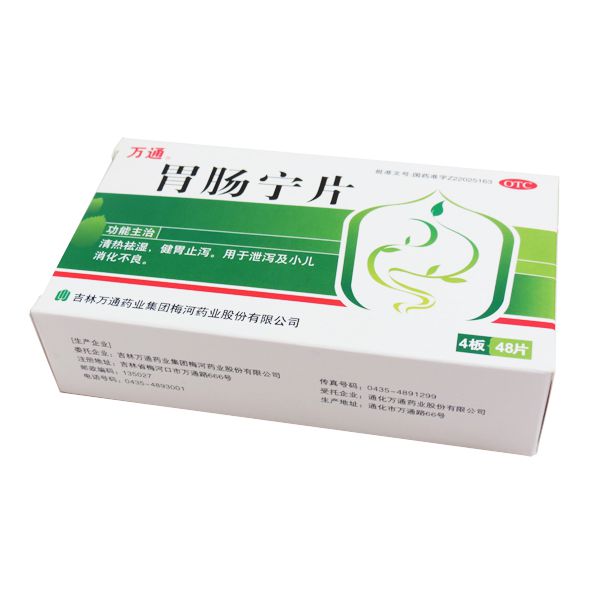 万通®
胃肠宁片
批准文号:国药准字Z22025163
OTC
功能主治
清热祛湿，健胃止泻。用于泄泻及小儿
消化不良。
吉林万通药业集团梅河药业股份有限公司
4板 48片
[生产企业]
委托企业：吉林万通药业集团梅河药业股份有限公司
注册地址：吉林省梅河口市万通路666号
邮政编码：135027
电话号码：0435-4893001
传真号码：0435-4891299
受托企业：通化万通药业股份有限公司
生产地址：通化市万通路66号